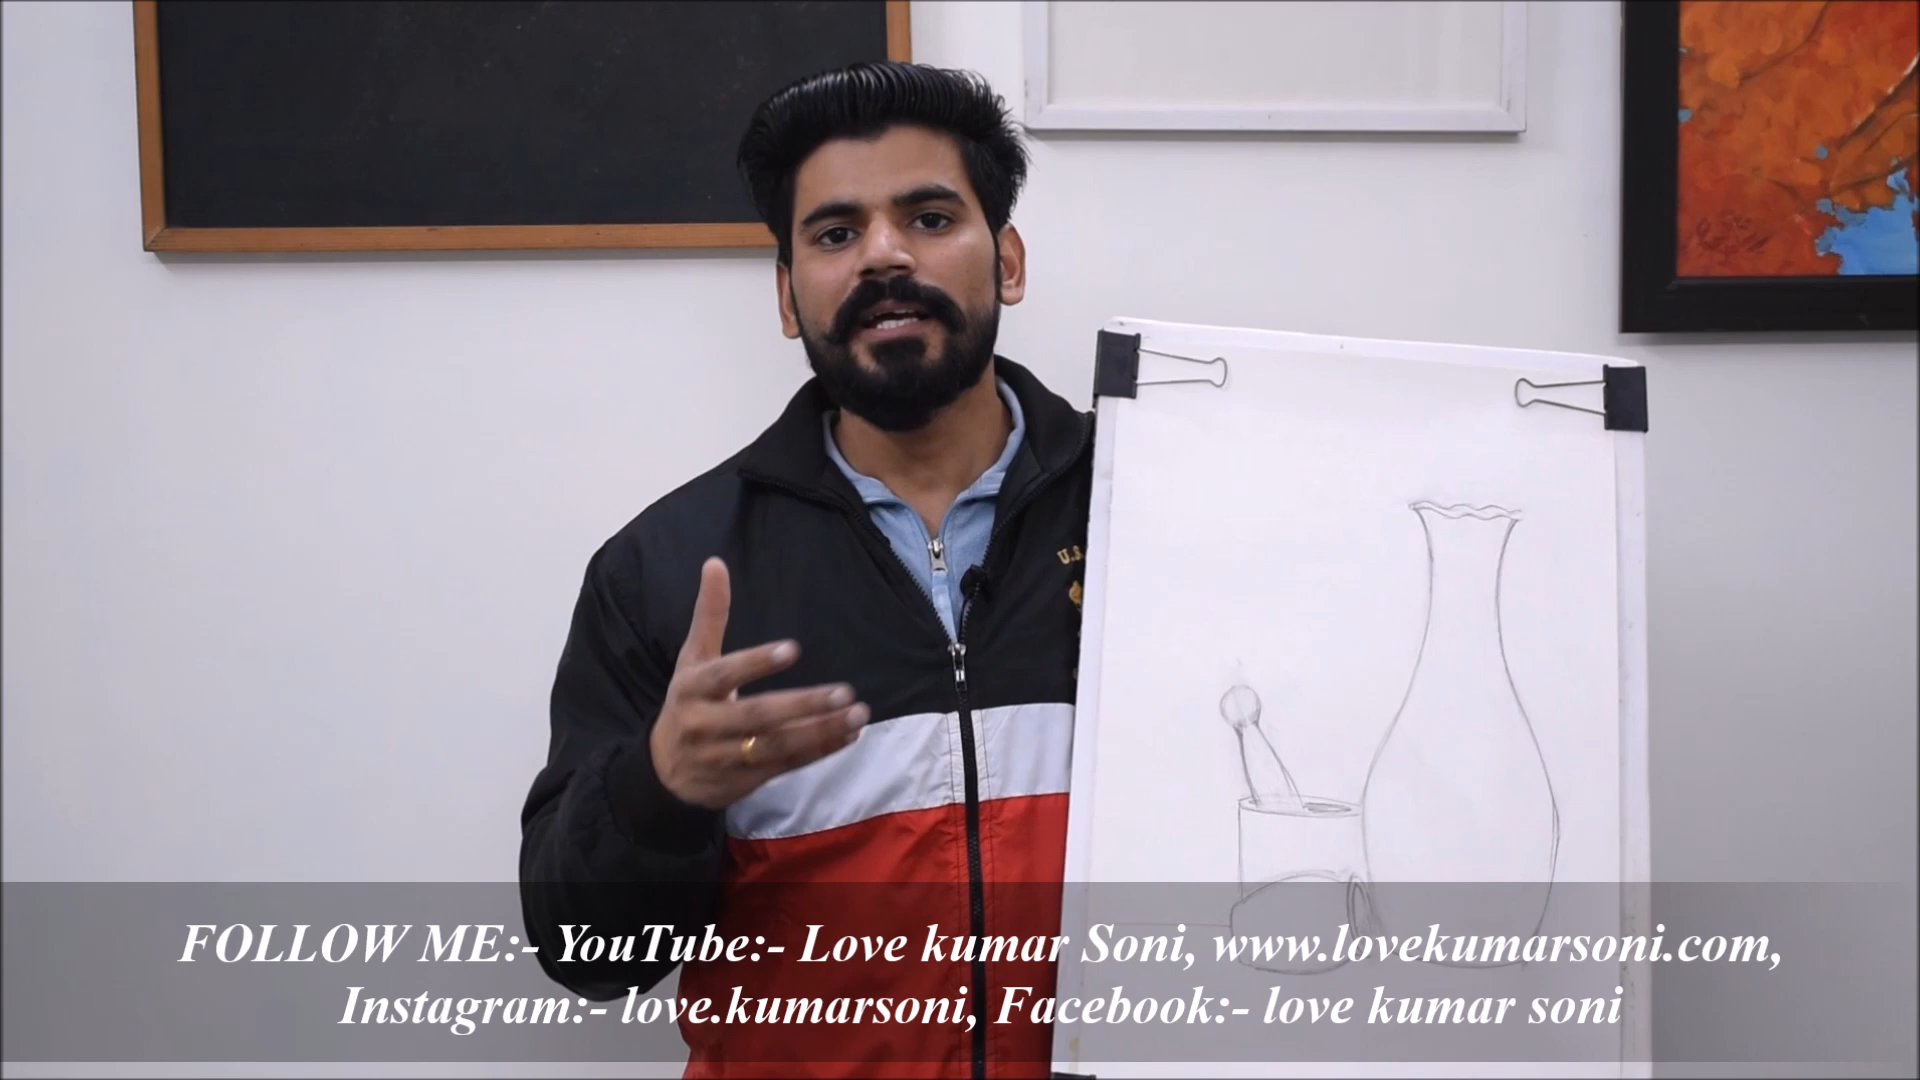 U.S.
FOLLOW ME:- YouTube:- Love kumar Soni, www.lovekumarsoni.com,
Instagram:- love.kumarsoni, Facebook:- love kumar soni